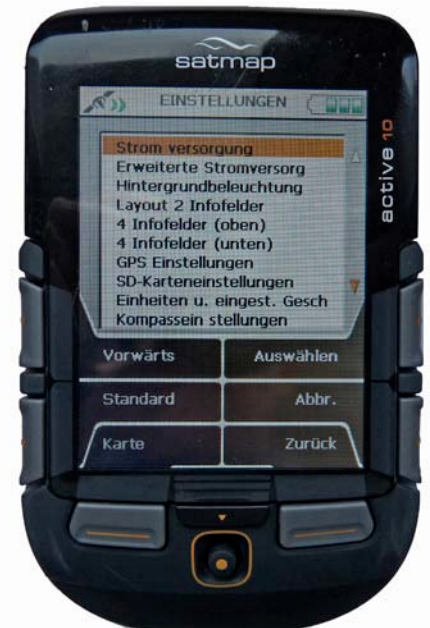 satmap
EINSTELLUNGEN
active 10
Strom versorgung
Erweiterte Stromversorg
Hintergrundbeleuchtung
Layout 2 Infofelder
4 Infofelder (oben)
4 Infofelder (unten)
GPS Einstellungen
SD-Karteneinstellungen
Einheiten u. eingest. Gesch
Kompassein stellungen
Vorwärts Auswählen
Standard Abbr.
Karte Zurück